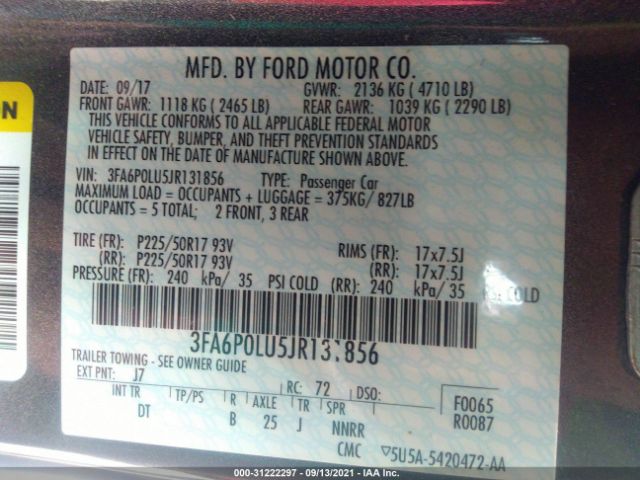 MFD. BY FORD MOTOR CO.
DATE: 09/17 GVWR: 2136 KG ( 4710 LB)
FRONT GAWR: 1118 KG ( 2465 LB) REAR GAWR: 1039 KG ( 2290 LB)
THIS VEHICLE CONFORMS TO ALL APPLICABLE FEDERAL MOTOR
VEHICLE SAFETY, BUMPER, AND THEFT PREVENTION STANDARDS
IN EFFECT ON THE DATE OF MANUFACTURE SHOWN ABOVE.
VIN: 3FA6P0LU5JR131856 TYPE: Passenger Car
MAXIMUM LOAD = OCCUPANTS + LUGGAGE = 375KG/ 827LB
OCCUPANTS = 5 TOTAL; 2 FRONT, 3 REAR
TIRE (FR): P225/50R17 93V RIMS (FR): 17x7.5J
(RR): P225/50R17 93V (RR): 17x7.5J
PRESSURE (FR): 240 kPa/ 35 PSI COLD (RR): 240 kPa/ 35 PSI COLD
3FA6P0LU5JR131856
TRAILER TOWING - SEE OWNER GUIDE
EXT PNT: J7 RC: 72 DSO: F0065
INT TR TP/PS R AXLE TR SPR R0087
DT B 25 J NNRR
CMC ▽5U5A-5420472-AA
ON
000-31222297 - 09/13/2021 - IAA Inc.